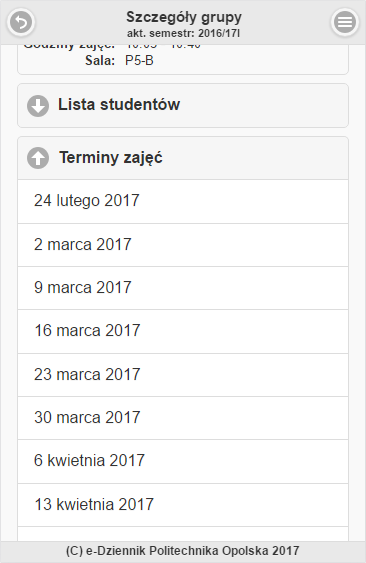 Szczegóły grupy
akt. semestr: 2016/17l
Sala: P5-B
Lista studentów
Terminy zajęć
24 lutego 2017
2 marca 2017
9 marca 2017
16 marca 2017
23 marca 2017
30 marca 2017
6 kwietnia 2017
13 kwietnia 2017
(C) e-Dziennik Politechnika Opolska 2017